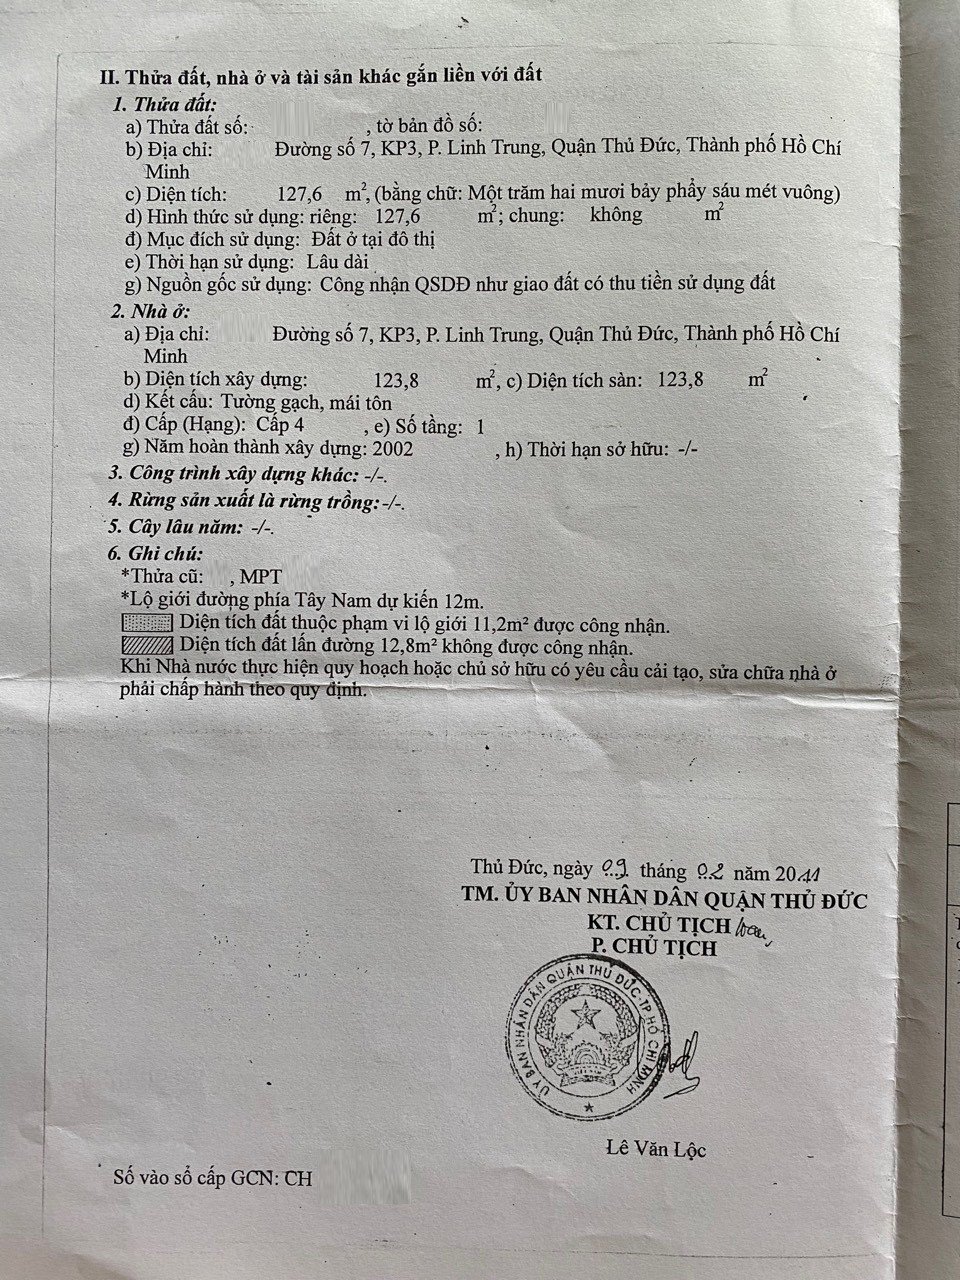 II. Thửa đất, nhà ở và tài sản khác gắn liền với đất
1. Thửa đất:
a) Thửa đất số: , tờ bản đồ số:
b) Địa chỉ: Đường số 7, KP3, P. Linh Trung, Quận Thủ Đức, Thành phố Hồ Chí
Minh
c) Diện tích: 127,6 m², (bằng chữ: Một trăm hai mươi bảy phẩy sáu mét vuông)
d) Hình thức sử dụng: riêng: 127,6 m²; chung: không m²
đ) Mục đích sử dụng: Đất ở tại đô thị
e) Thời hạn sử dụng: Lâu dài
g) Nguồn gốc sử dụng: Công nhận QSDĐ như giao đất có thu tiền sử dụng đất
2. Nhà ở:
a) Địa chỉ: Đường số 7, KP3, P. Linh Trung, Quận Thủ Đức, Thành phố Hồ Chí
Minh
b) Diện tích xây dựng: 123,8 m², c) Diện tích sàn: 123,8 m²
d) Kết cấu: Tường gạch, mái tôn
đ) Cấp (Hạng): Cấp 4 , e) Số tầng: 1
g) Năm hoàn thành xây dựng: 2002 , h) Thời hạn sở hữu: -/-
3. Công trình xây dựng khác: -/-.
4. Rừng sản xuất là rừng trồng: -/-.
5. Cây lâu năm: -/-.
6. Ghi chú:
*Thửa cũ: , MPT
*Lộ giới đường phía Tây Nam dự kiến 12m.
Diện tích đất thuộc phạm vi lộ giới 11,2m² được công nhận.
Diện tích đất lấn đường 12,8m² không được công nhận.
Khi Nhà nước thực hiện quy hoạch hoặc chủ sở hữu có yêu cầu cải tạo, sửa chữa nhà ở
phải chấp hành theo quy định.
Thủ Đức, ngày 09 tháng 02 năm 2011
TM. ỦY BAN NHÂN DÂN QUẬN THỦ ĐỨC
KT. CHỦ TỊCH
P. CHỦ TỊCH
ỦY BAN NHÂN DÂN QUẬN THỦ ĐỨC-TP HỒ CHÍ MINH
Lê Văn Lộc
Số vào sổ cấp GCN: CH